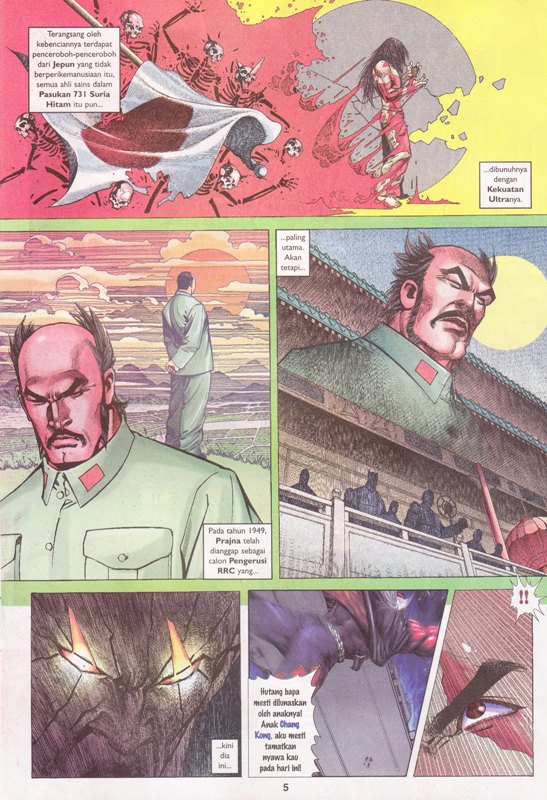 Terangsang oleh
kebenciannya terdapat
penceroboh-penceroboh
dari Jepun yang tidak
berperikemanusiaan itu,
semua ahli sains dalam
Pasukan 731 Suria
Hitam itu pun...
...dibunuhnya
dengan
Kekuatan
Ultranya.
Pada tahun 1949,
Prajna telah
dianggap sebagai
calon Pengerusi
RRC yang...
...paling
utama.
Akan
tetapi...
...kini
dia
ini...
Hutang bapa
mesti dilunaskan
oleh anaknya!
Anak Chang
Kong, aku mesti
tamatkan
nyawa kau
pada hari ini!
!!
5